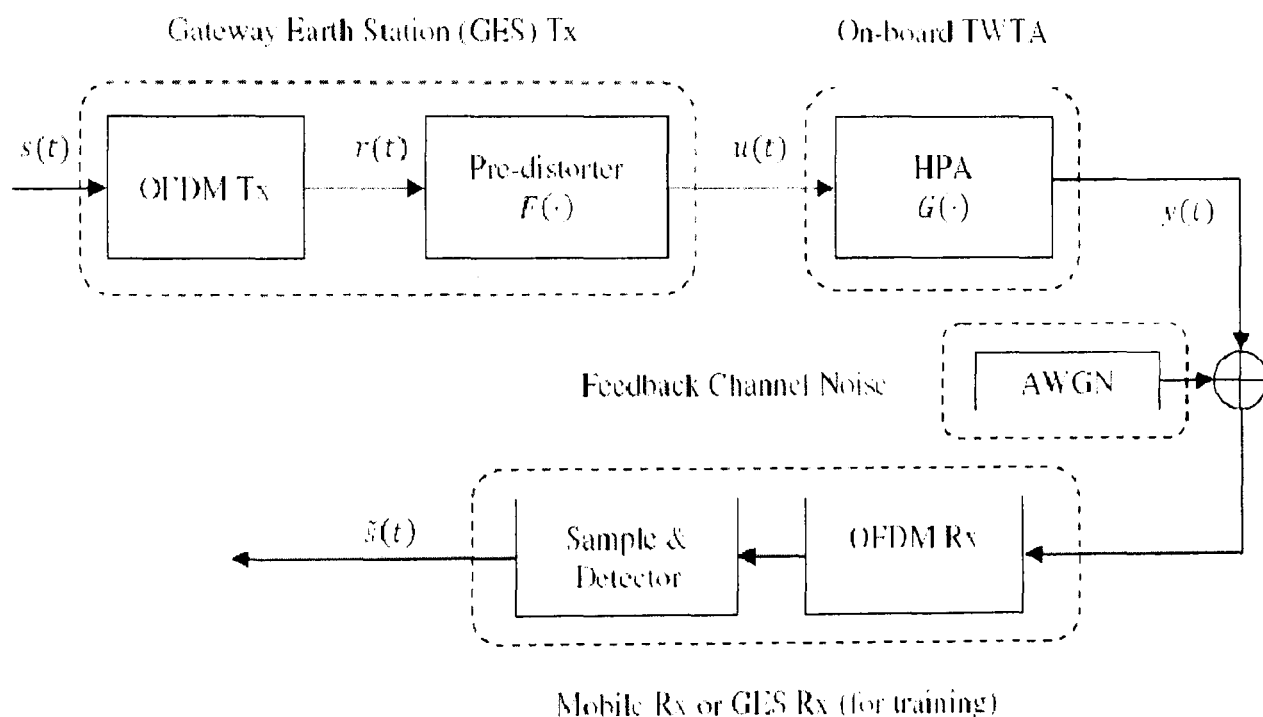 Gateway Earth Station (GES) Tx
On-board TWTA
s(t)
OFDM Tx
r(t)
Pre-distorter
F(·)
u(t)
HPA
G(·)
y(t)
Feedback Channel Noise
AWGN
ŝ(t)
Sample &
Detector
OFDM Rx
Mobile Rx or GES Rx (for training)